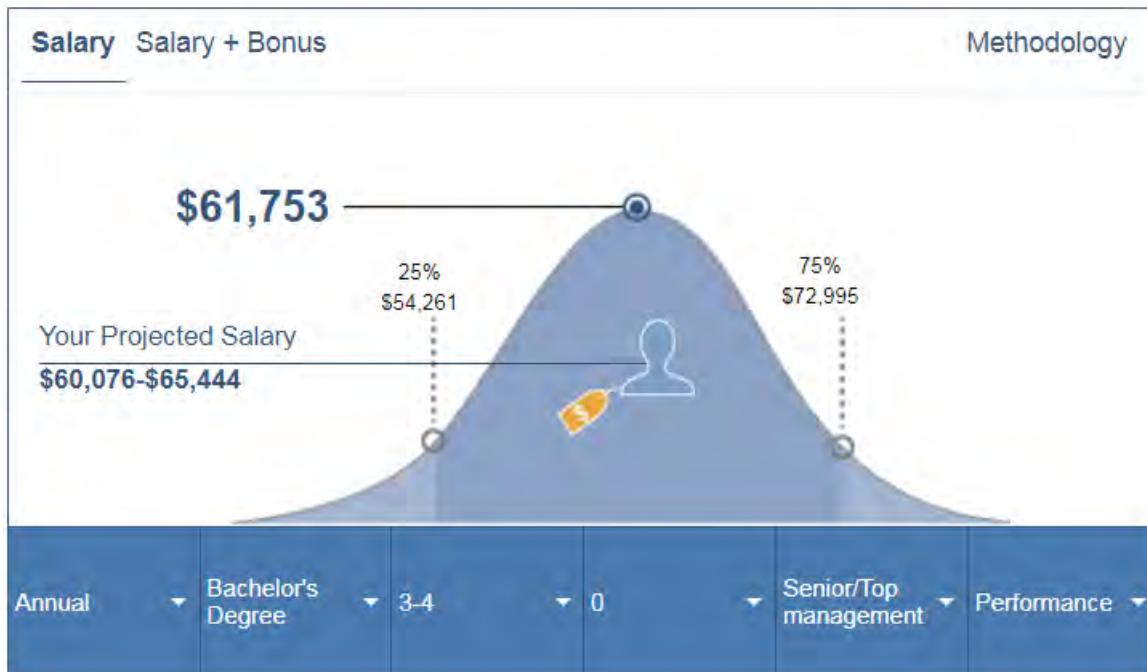 Salary Salary + Bonus Methodology
$61,753
25%
$54,261
75%
$72,995
Your Projected Salary
$60,076-$65,444
$
Annual
Bachelor's
Degree
3-4
0
Senior/Top
management
Performance